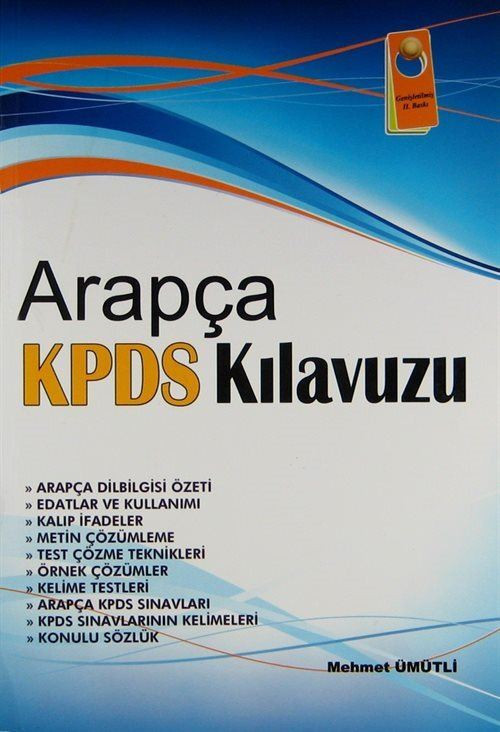 Genişletilmiş
II. Baskı
Arapça
KPDS Kılavuzu
» ARAPÇA DİLBİLGİSİ ÖZETİ
» EDATLAR VE KULLANIMI
» KALIP İFADELER
» METİN ÇÖZÜMLEME
» TEST ÇÖZME TEKNİKLERİ
» ÖRNEK ÇÖZÜMLER
» KELİME TESTLERİ
» ARAPÇA KPDS SINAVLARI
» KPDS SINAVLARININ KELİMELERİ
» KONULU SÖZLÜK
Mehmet ÜMÜTLİ